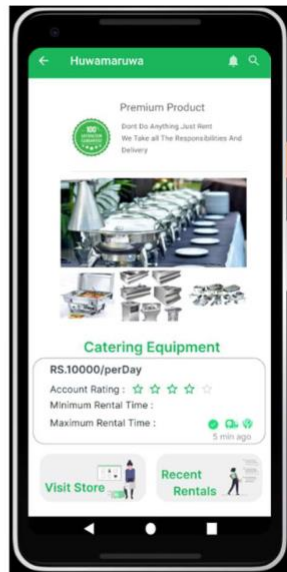 Huwamaruwa
Premium Product
100%
Dont Do Anything Just Rent
We Take all The Responsibilities And
Delivery
Catering Equipment
RS.10000/perDay
Account Rating :
Minimum Rental Time :
Maximum Rental Time :
5 min ago
Visit Store
Recent
Rentals